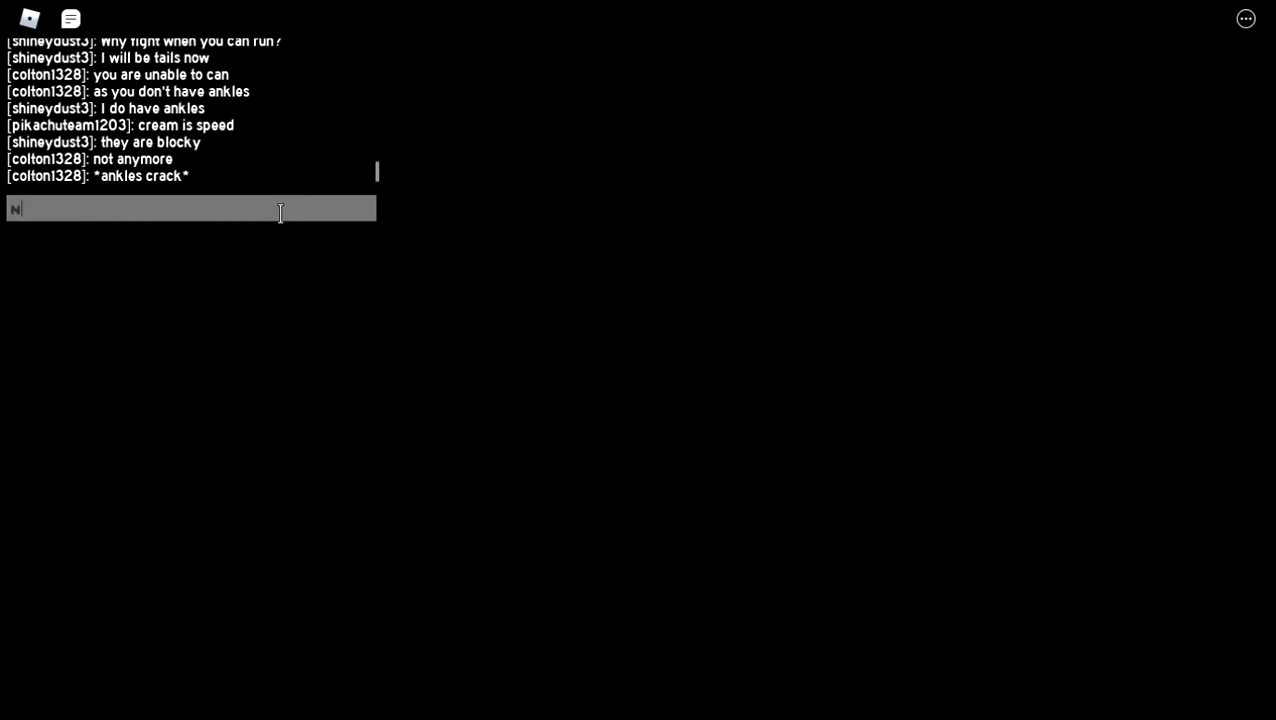 [shineydust3]: Why fight when you can run?
[shineydust3]: I will be tails now
[colton1328]: you are unable to can
[colton1328]: as you don't have ankles
[shineydust3]: I do have ankles
[pikachuteam1203]: cream is speed
[shineydust3]: they are blocky
[colton1328]: not anymore
[colton1328]: *ankles crack*
N